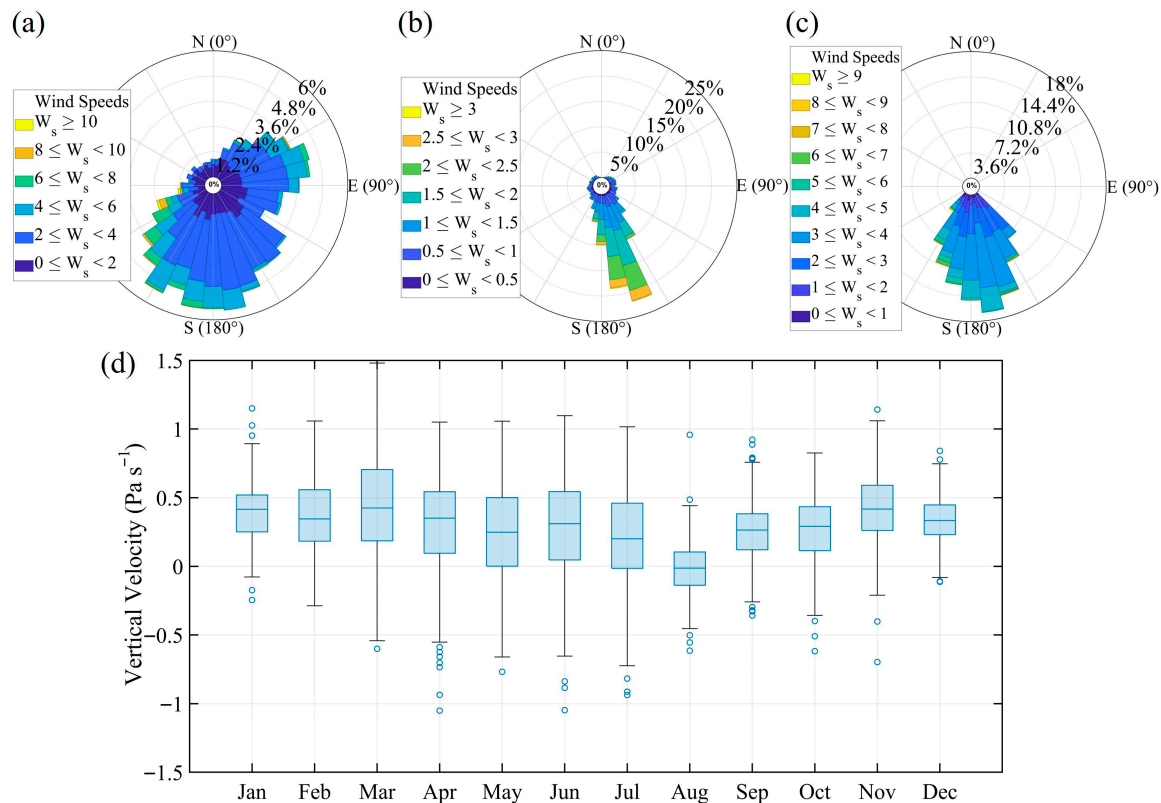 (a)
N (0°)
Wind Speeds
W_s ≥ 10
8 ≤ W_s < 10
6 ≤ W_s < 8
4 ≤ W_s < 6
2 ≤ W_s < 4
0 ≤ W_s < 2
6%
4.8%
3.6%
2.4%
1.2%
0%
E (90°)
S (180°)
(b)
N (0°)
Wind Speeds
W_s ≥ 3
2.5 ≤ W_s < 3
2 ≤ W_s < 2.5
1.5 ≤ W_s < 2
1 ≤ W_s < 1.5
0.5 ≤ W_s < 1
0 ≤ W_s < 0.5
25%
20%
15%
10%
5%
0%
E (90°)
S (180°)
(c)
N (0°)
Wind Speeds
W_s ≥ 9
8 ≤ W_s < 9
7 ≤ W_s < 8
6 ≤ W_s < 7
5 ≤ W_s < 6
4 ≤ W_s < 5
3 ≤ W_s < 4
2 ≤ W_s < 3
1 ≤ W_s < 2
0 ≤ W_s < 1
18%
14.4%
10.8%
7.2%
3.6%
0%
E (90°)
S (180°)
(d)
Vertical Velocity (Pa s⁻¹)
1.5
1
0.5
0
−0.5
−1
−1.5
Jan Feb Mar Apr May Jun Jul Aug Sep Oct Nov Dec